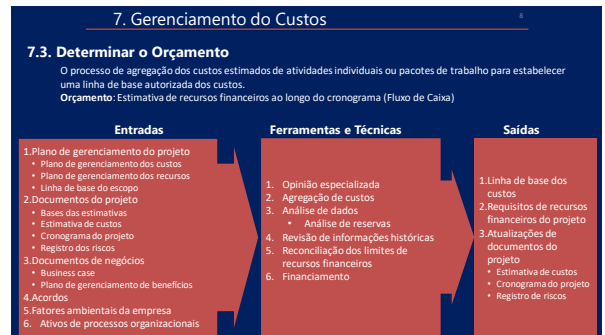 7. Gerenciamento do Custos
8
7.3. Determinar o Orçamento
O processo de agregação dos custos estimados de atividades individuais ou pacotes de trabalho para estabelecer
uma linha de base autorizada dos custos.
Orçamento: Estimativa de recursos financeiros ao longo do cronograma (Fluxo de Caixa)
Entradas
1.Plano de gerenciamento do projeto
• Plano de gerenciamento dos custos
• Plano de gerenciamento dos recursos
• Linha de base do escopo
2.Documentos do projeto
• Bases das estimativas
• Estimativa de custos
• Cronograma do projeto
• Registro dos riscos
3.Documentos de negócios
• Business case
• Plano de gerenciamento de benefícios
4.Acordos
5.Fatores ambientais da empresa
6. Ativos de processos organizacionais
Ferramentas e Técnicas
1. Opinião especializada
2. Agregação de custos
3. Análise de dados
• Análise de reservas
4. Revisão de informações históricas
5. Reconciliação dos limites de
recursos financeiros
6. Financiamento
Saídas
1.Linha de base dos
custos
2.Requisitos de recursos
financeiros do projeto
3.Atualizações de
documentos do
projeto
• Estimativa de custos
• Cronograma do projeto
• Registro de riscos